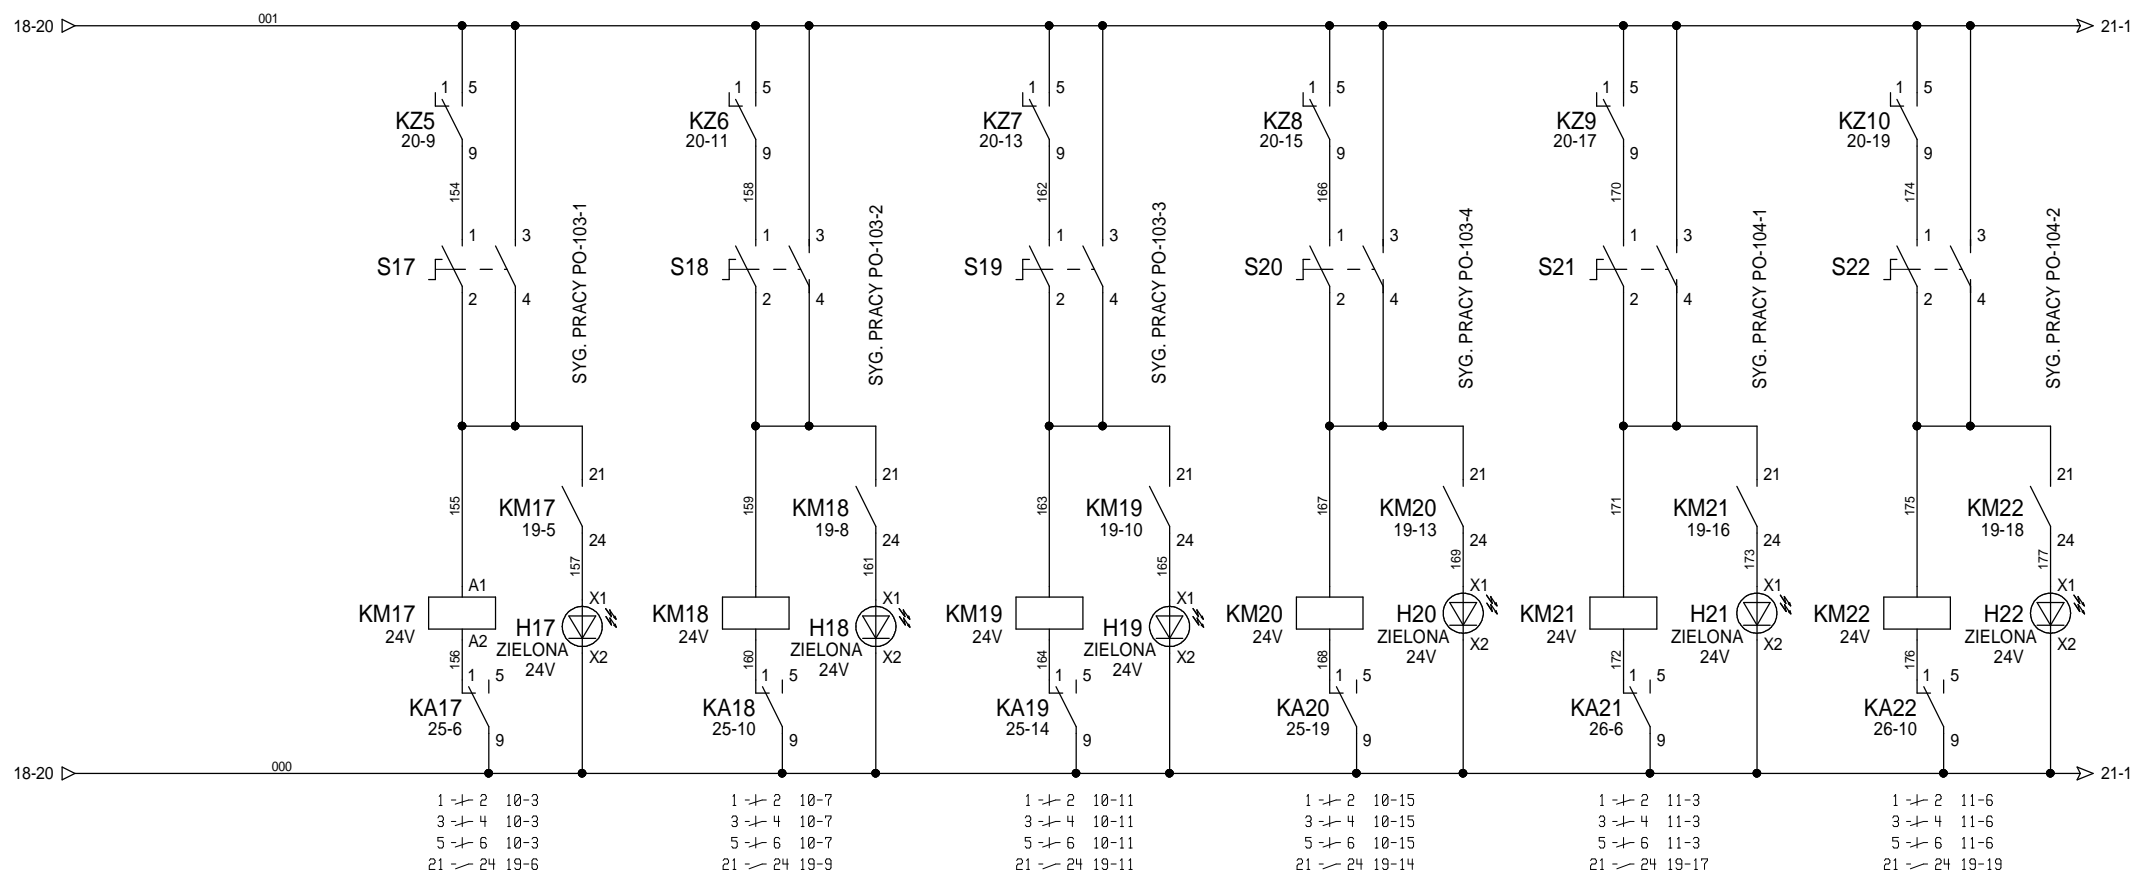 18-20 001 21-1
1 5 1 5 1 5 1 5 1 5 1 5
KZ5 KZ6 KZ7 KZ8 KZ9 KZ10
20-9 20-11 20-13 20-15 20-17 20-19
9 9 9 9 9 9
154 158 162 166 170 174
SYG. PRACY PO-103-1
SYG. PRACY PO-103-2
SYG. PRACY PO-103-3
SYG. PRACY PO-103-4
SYG. PRACY PO-104-1
SYG. PRACY PO-104-2
1 3 1 3 1 3 1 3 1 3 1 3
S17 S18 S19 S20 S21 S22
2 4 2 4 2 4 2 4 2 4 2 4
21 21 21 21 21 21
155 KM17 159 KM18 163 KM19 167 KM20 171 KM21 175 KM22
19-5 19-8 19-10 19-13 19-16 19-18
24 24 24 24 24 24
157 161 165 169 173 177
A1 X1 X1 X1 X1 X1 X1
KM17 H17 KM18 H18 KM19 H19 KM20 H20 KM21 H21 KM22 H22
24V 24V 24V 24V 24V 24V
A2 ZIELONA ZIELONA ZIELONA ZIELONA ZIELONA ZIELONA
156 X2 160 X2 164 X2 168 X2 172 X2 176 X2
24V 24V 24V 24V 24V 24V
1 5 1 5 1 5 1 5 1 5 1 5
KA17 KA18 KA19 KA20 KA21 KA22
25-6 25-10 25-14 25-19 26-6 26-10
9 9 9 9 9 9
18-20 000 21-1
1 2 10-3 1 2 10-7 1 2 10-11 1 2 10-15 1 2 11-3 1 2 11-6
3 4 10-3 3 4 10-7 3 4 10-11 3 4 10-15 3 4 11-3 3 4 11-6
5 6 10-3 5 6 10-7 5 6 10-11 5 6 10-15 5 6 11-3 5 6 11-6
21 24 19-6 21 24 19-9 21 24 19-11 21 24 19-14 21 24 19-17 21 24 19-19